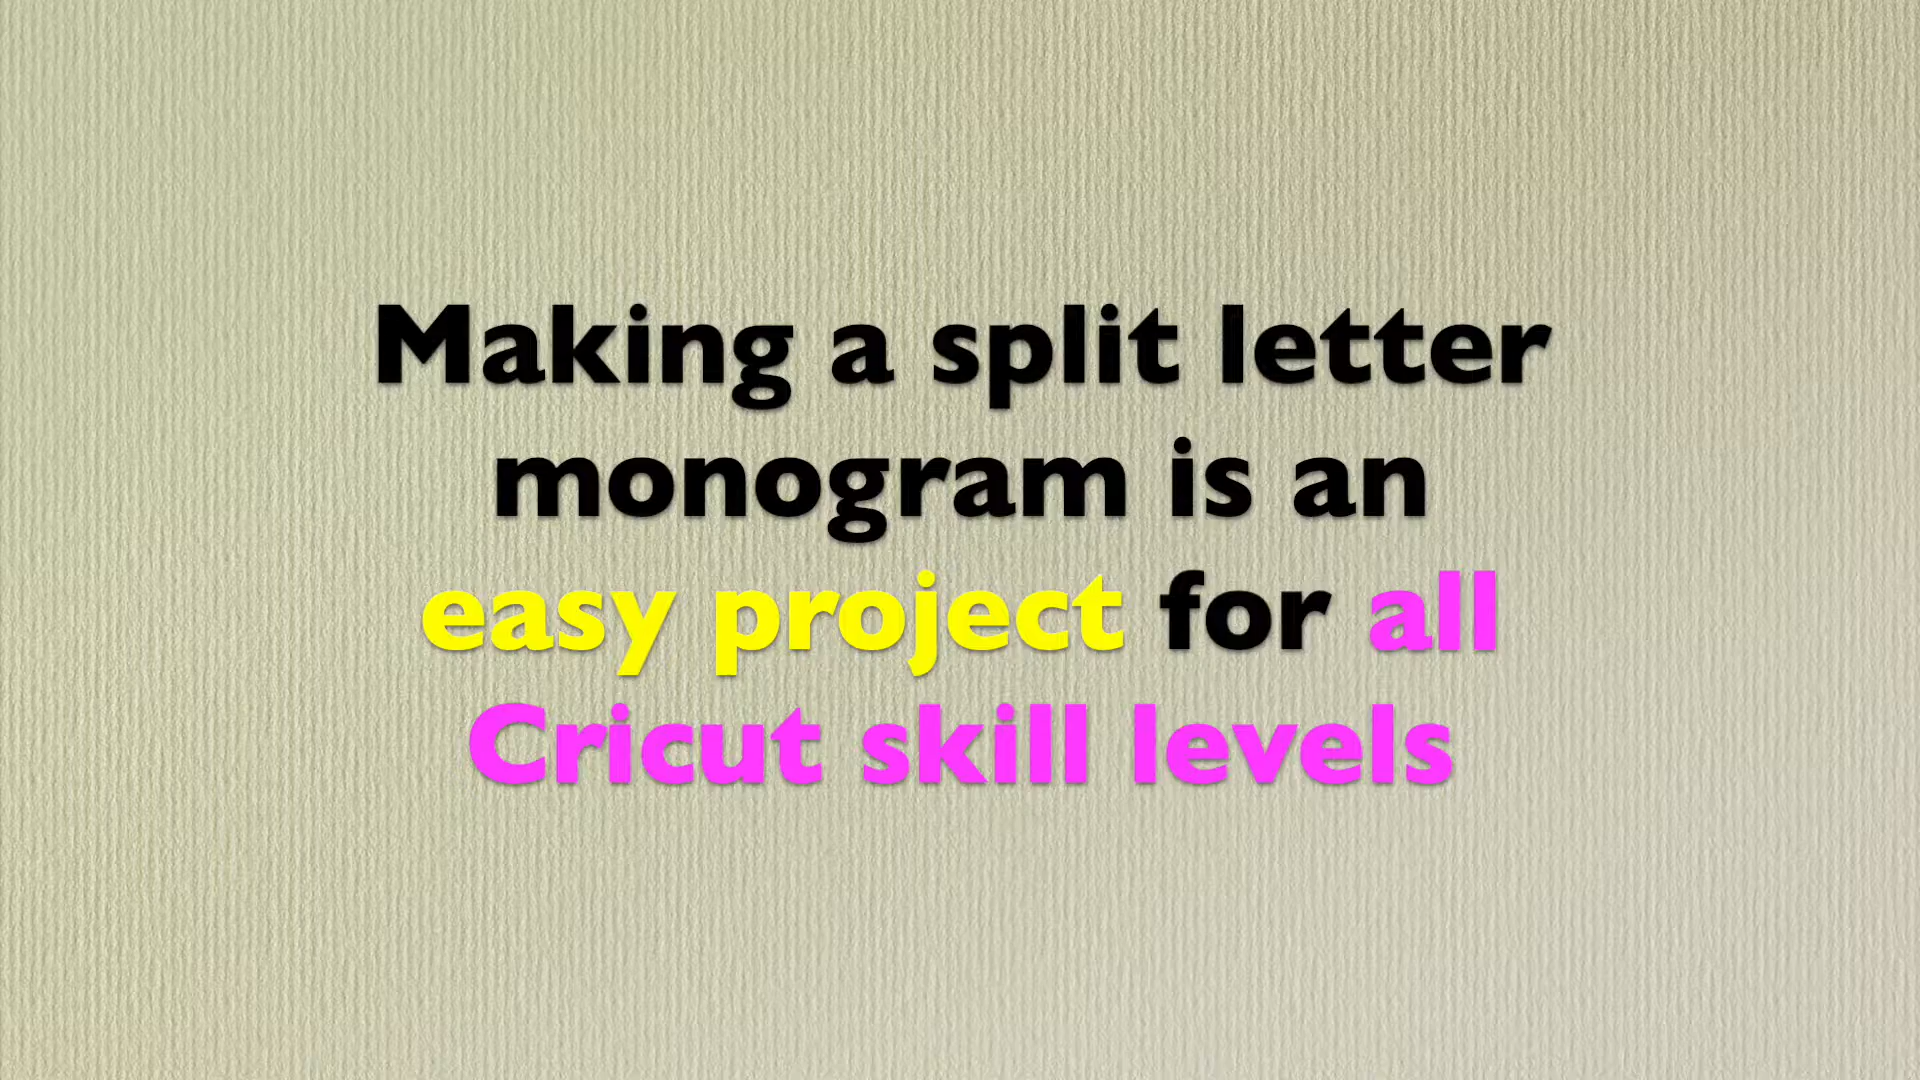 Making a split letter
monogram is an
easy project for all
Cricut skill levels